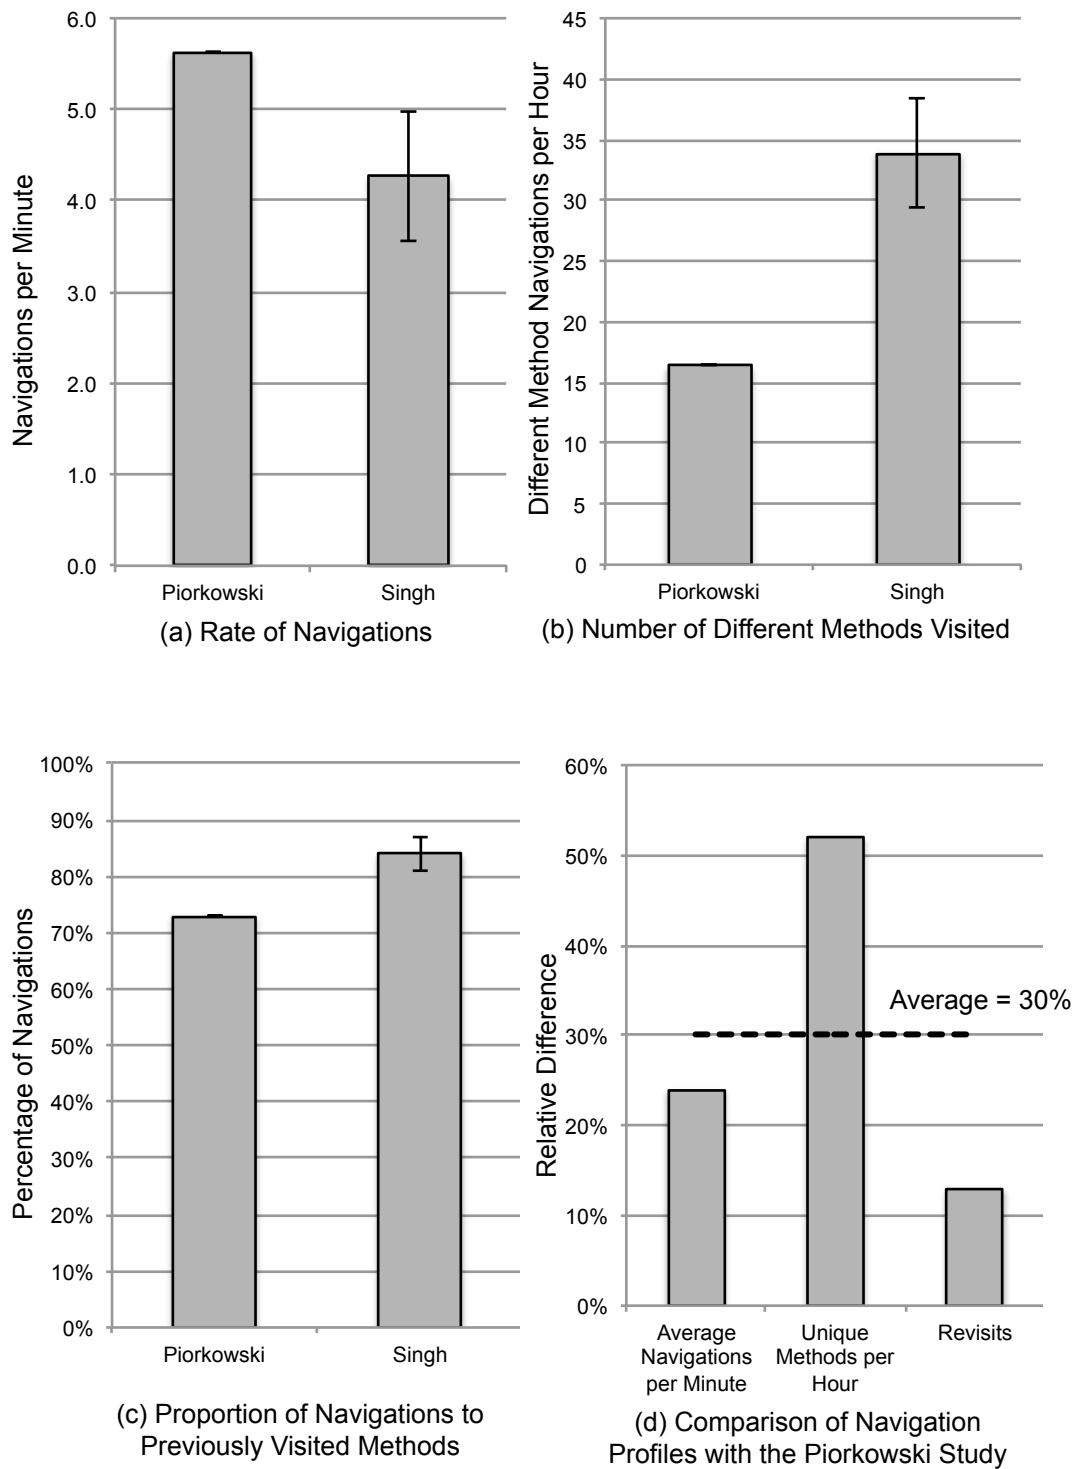 Navigations per Minute
6.0
5.0
4.0
3.0
2.0
1.0
0.0
Piorkowski
Singh
(a) Rate of Navigations
Different Method Navigations per Hour
45
40
35
30
25
20
15
10
5
0
Piorkowski
Singh
(b) Number of Different Methods Visited
Percentage of Navigations
100%
90%
80%
70%
60%
50%
40%
30%
20%
10%
0%
Piorkowski
Singh
(c) Proportion of Navigations to
Previously Visited Methods
Relative Difference
60%
50%
40%
30%
20%
10%
0%
Average = 30%
Average
Navigations
per Minute
Unique
Methods per
Hour
Revisits
(d) Comparison of Navigation
Profiles with the Piorkowski Study